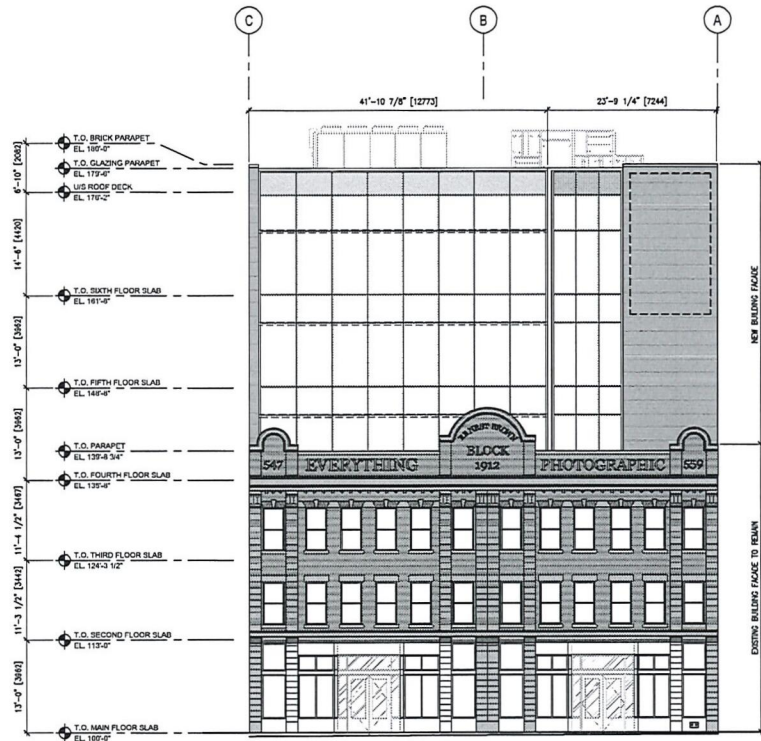 C
B
A
41'-10 7/8" [12773]
23'-9 1/4" [7244]
T.O. BRICK PARAPET
EL. 180'-0"
T.O. GLAZING PARAPET
EL. 179'-6"
6'-10" [2082]
U/S ROOF DECK
EL. 176'-2"
14'-6" [4420]
T.O. SIXTH FLOOR SLAB
EL. 161'-8"
13'-0" [3962]
T.O. FIFTH FLOOR SLAB
EL. 148'-8"
13'-0" [3962]
T.O. PARAPET
EL. 139'-8 3/4"
T.O. FOURTH FLOOR SLAB
EL. 135'-8"
11'-4 1/2" [3467]
T.O. THIRD FLOOR SLAB
EL. 124'-3 1/2"
11'-3 1/2" [3442]
T.O. SECOND FLOOR SLAB
EL. 113'-0"
13'-0" [3962]
T.O. MAIN FLOOR SLAB
EL. 100'-0"
NEW BUILDING FACADE
EXISTING BUILDING FACADE TO REMAIN
BLOCK
547 EVERYTHING 1912 PHOTOGRAPHIC 559